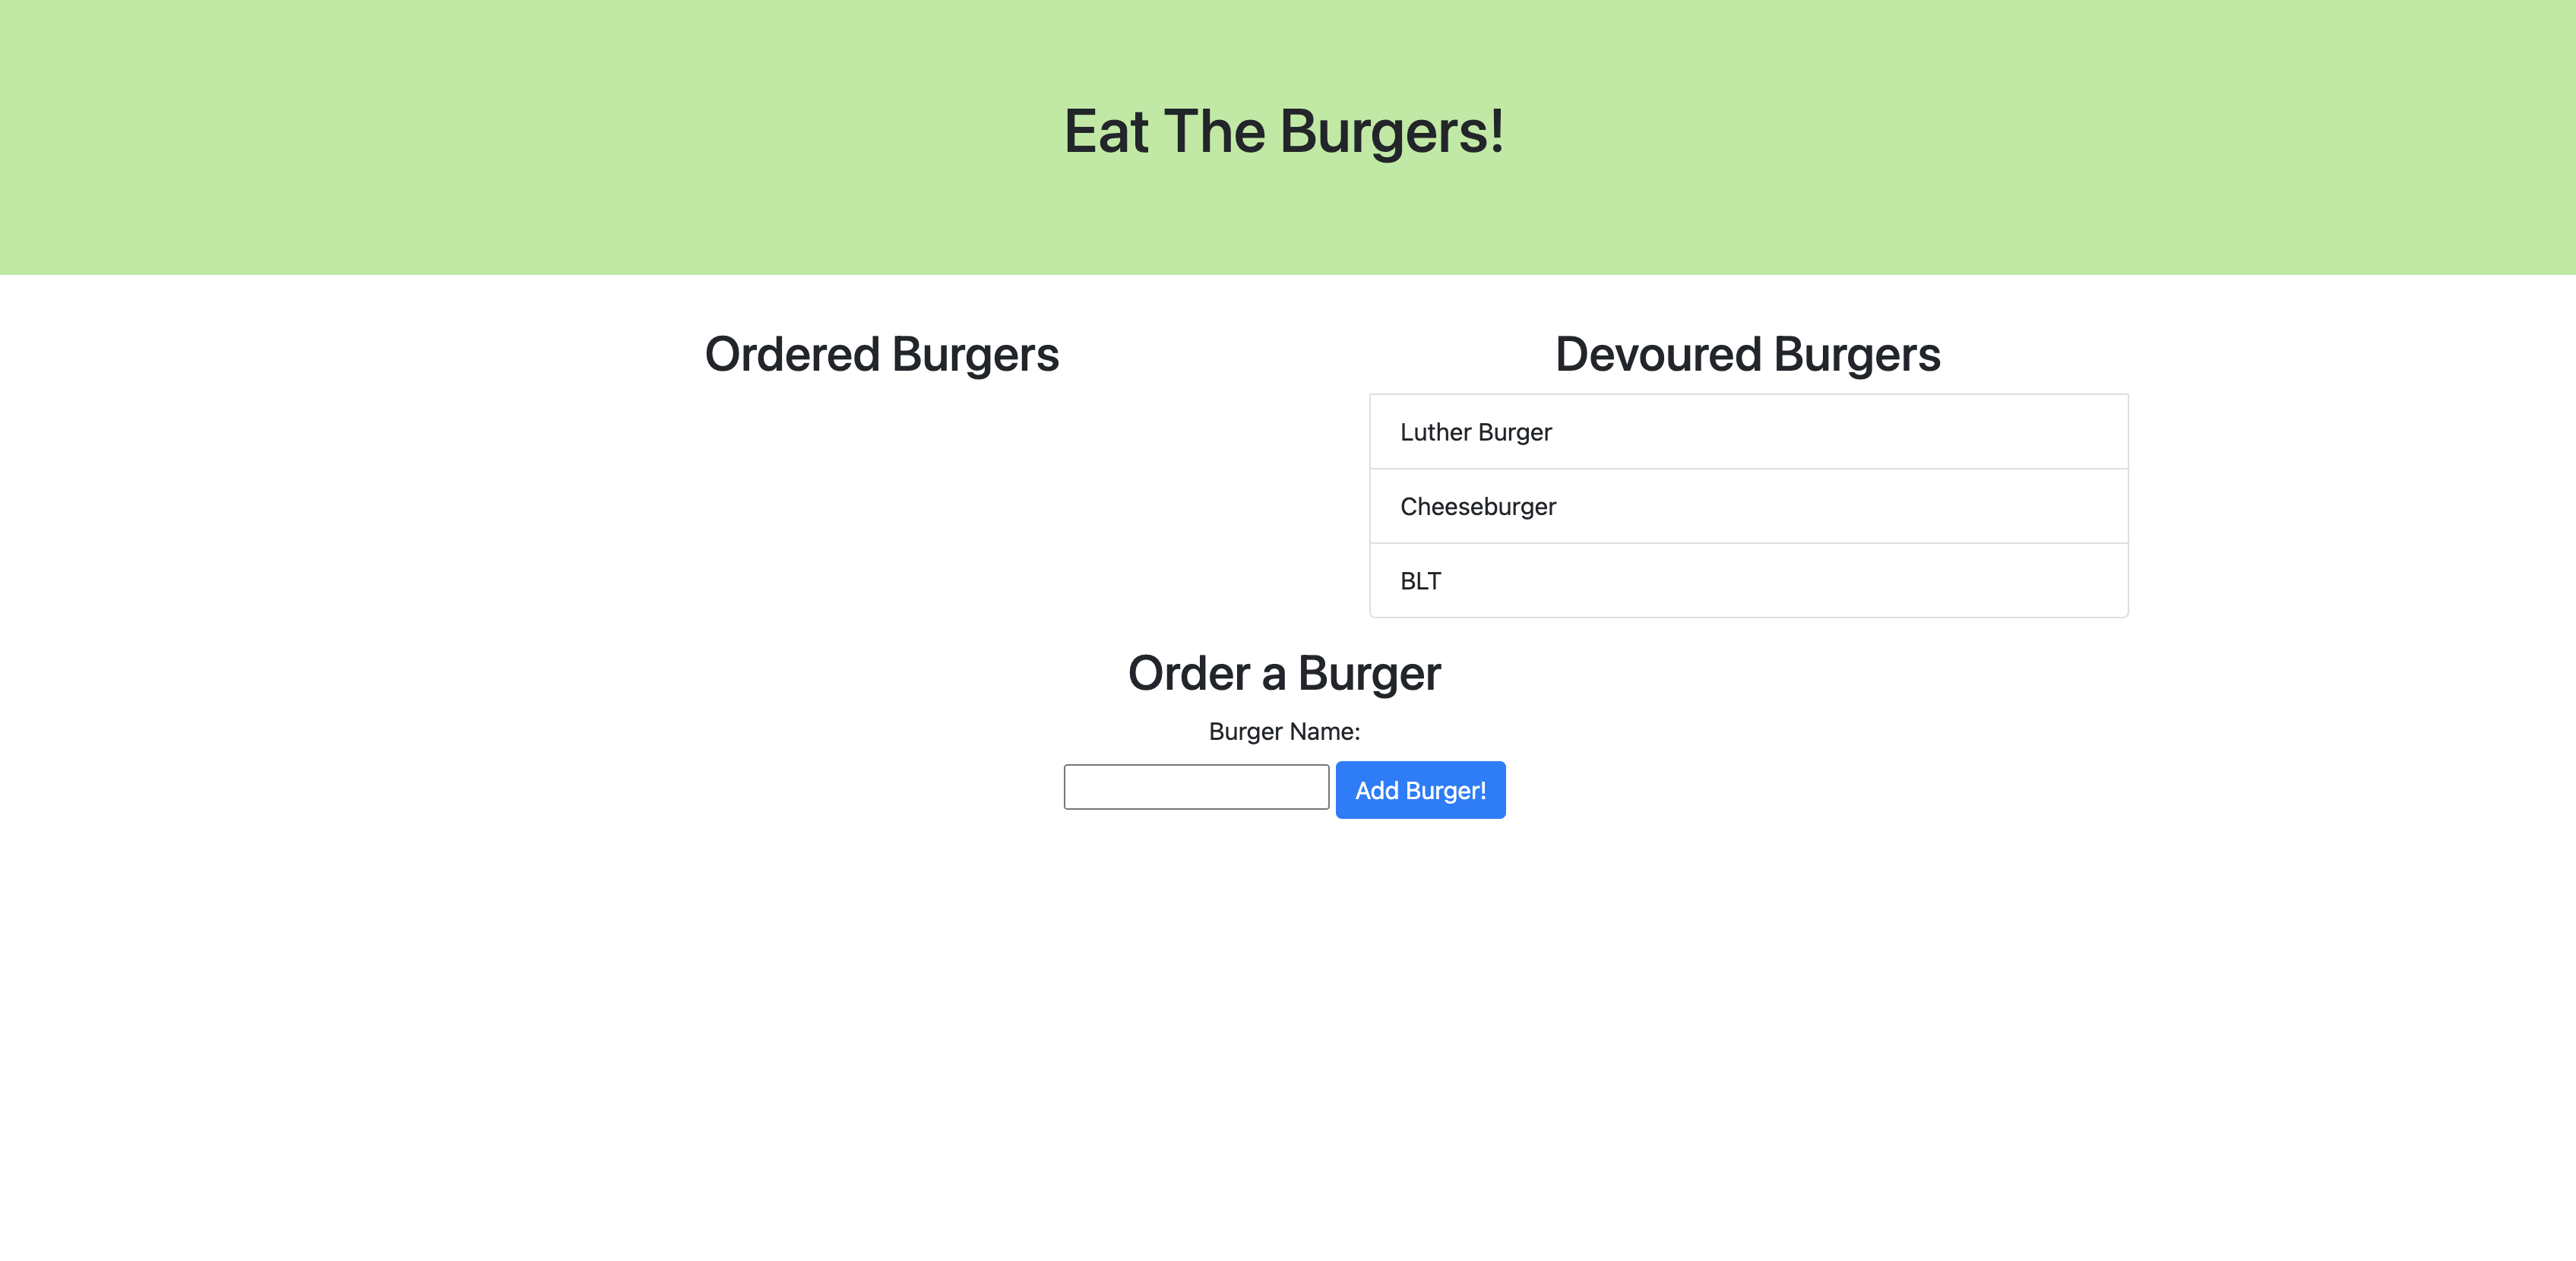 Eat The Burgers!
Ordered Burgers
Devoured Burgers
Luther Burger
Cheeseburger
BLT
Order a Burger
Burger Name:
Add Burger!